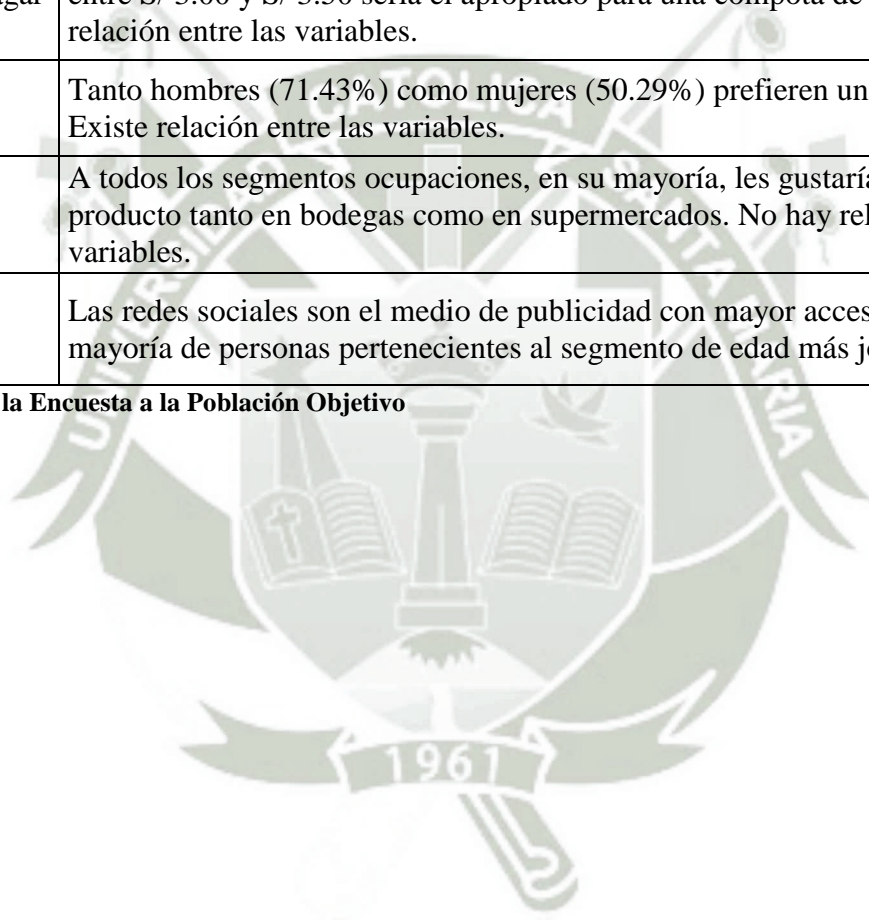 entre S/ 3.00 y S/ 3.50 sería el apropiado para una compota de
relación entre las variables.
Tanto hombres (71.43%) como mujeres (50.29%) prefieren un
Existe relación entre las variables.
A todos los segmentos ocupaciones, en su mayoría, les gustaría
producto tanto en bodegas como en supermercados. No hay rel
variables.
Las redes sociales son el medio de publicidad con mayor acces
mayoría de personas pertenecientes al segmento de edad más j
la Encuesta a la Población Objetivo
UNIVERSIDAD CATOLICA SANTA MARIA
1961